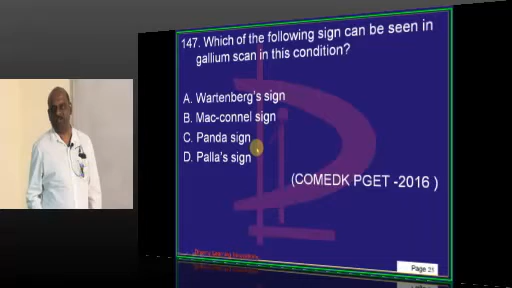 147. Which of the following sign can be seen in
gallium scan in this condition?
A. Wartenberg's sign
B. Mac-connel sign
C. Panda sign
D. Palla's sign
(COMEDK PGET -2016 )
Page 21